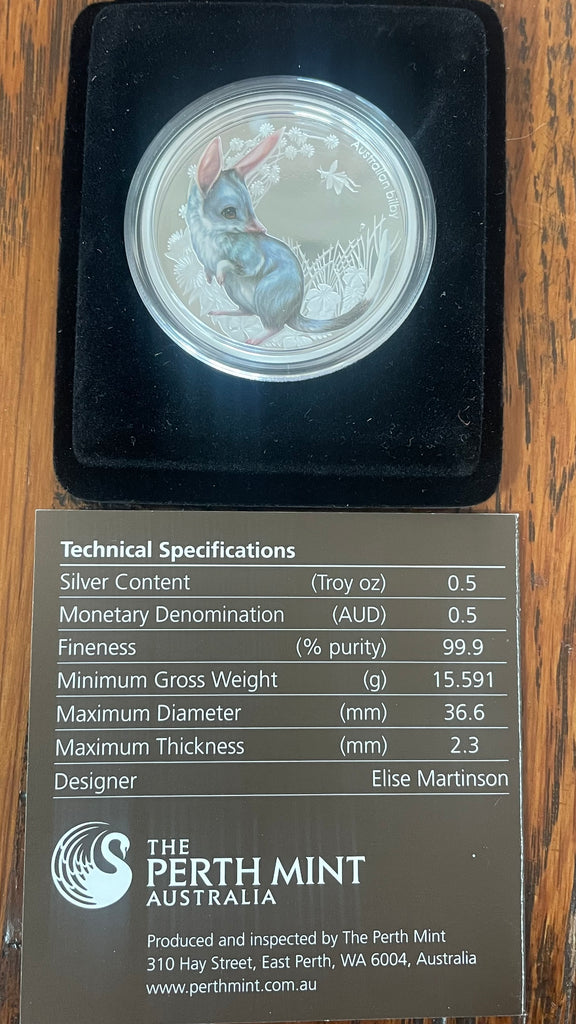 Australian bilby
Technical Specifications
Silver Content (Troy oz) 0.5
Monetary Denomination (AUD) 0.5
Fineness (% purity) 99.9
Minimum Gross Weight (g) 15.591
Maximum Diameter (mm) 36.6
Maximum Thickness (mm) 2.3
Designer Elise Martinson
THE
PERTH MINT
AUSTRALIA
Produced and inspected by The Perth Mint
310 Hay Street, East Perth, WA 6004, Australia
www.perthmint.com.au